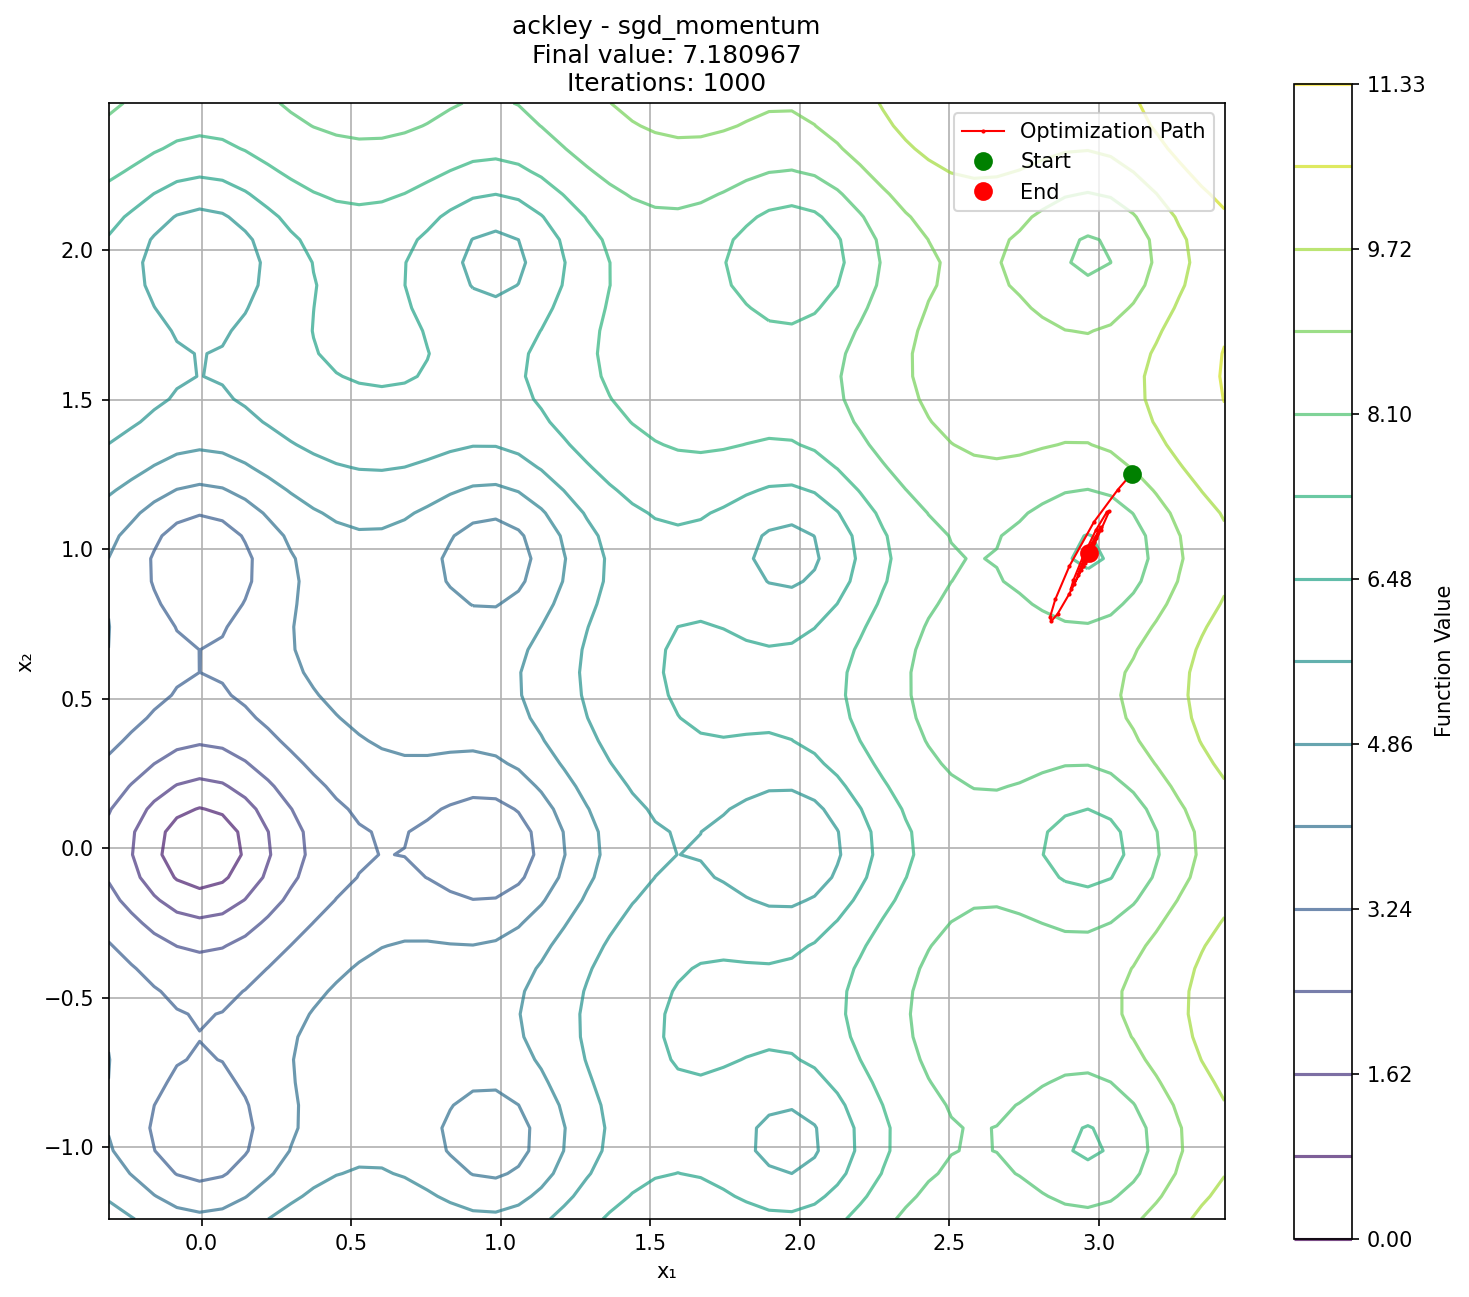 ackley - sgd_momentum
Final value: 7.180967
Iterations: 1000
Optimization Path
Start
End
2.0
1.5
1.0
0.5
0.0
−0.5
−1.0
x₂
0.0
0.5
1.0
1.5
2.0
2.5
3.0
x₁
11.33
9.72
8.10
6.48
4.86
3.24
1.62
0.00
Function Value